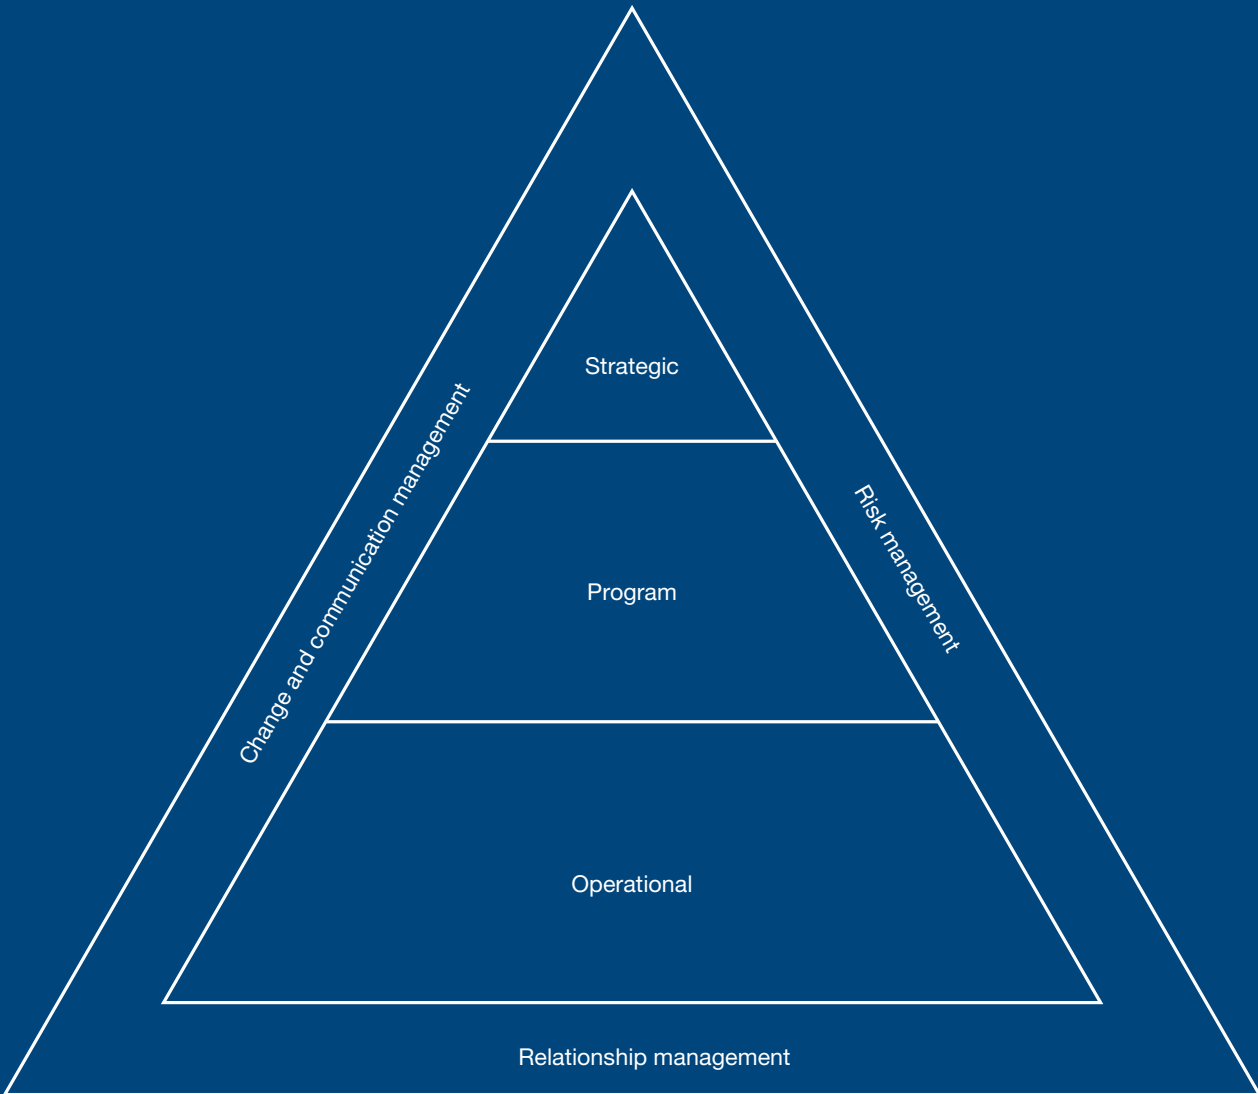 Strategic
Change and communication management
Risk management
Program
Operational
Relationship management